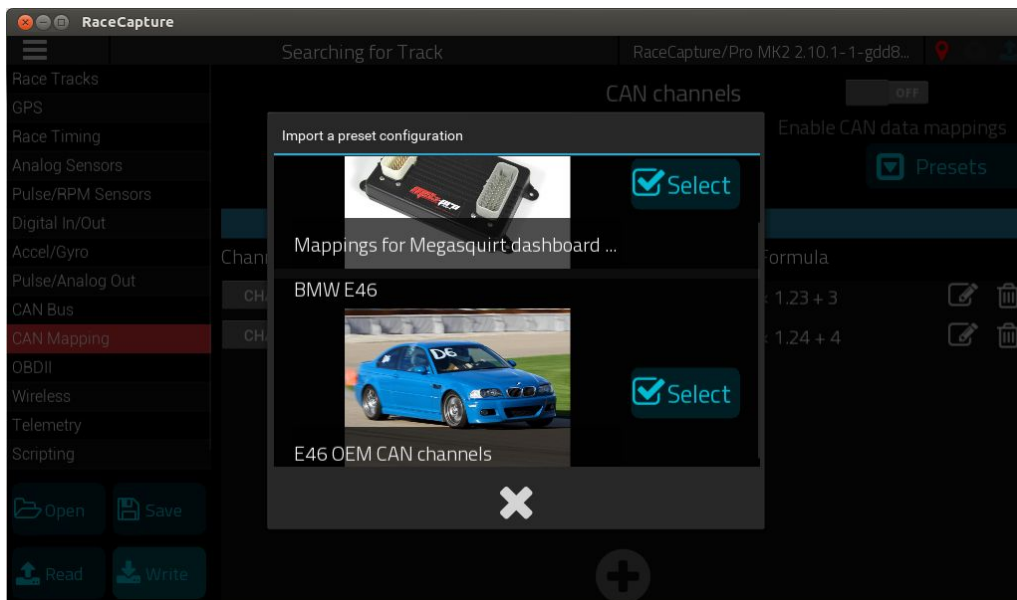 RaceCapture
Searching for Track
RaceCapture/Pro MK2 2.10.1-1-gdd8...
Race Tracks
GPS
Race Timing
Analog Sensors
Pulse/RPM Sensors
Digital In/Out
Accel/Gyro
Pulse/Analog Out
CAN Bus
CAN Mapping
OBDII
Wireless
Telemetry
Scripting
Open
Save
Read
Write
CAN channels
OFF
Enable CAN data mappings
Presets
Formula
1.23 + 3
1.24 + 4
Import a preset configuration
Select
Mappings for Megasquirt dashboard ...
BMW E46
D6
Select
E46 OEM CAN channels